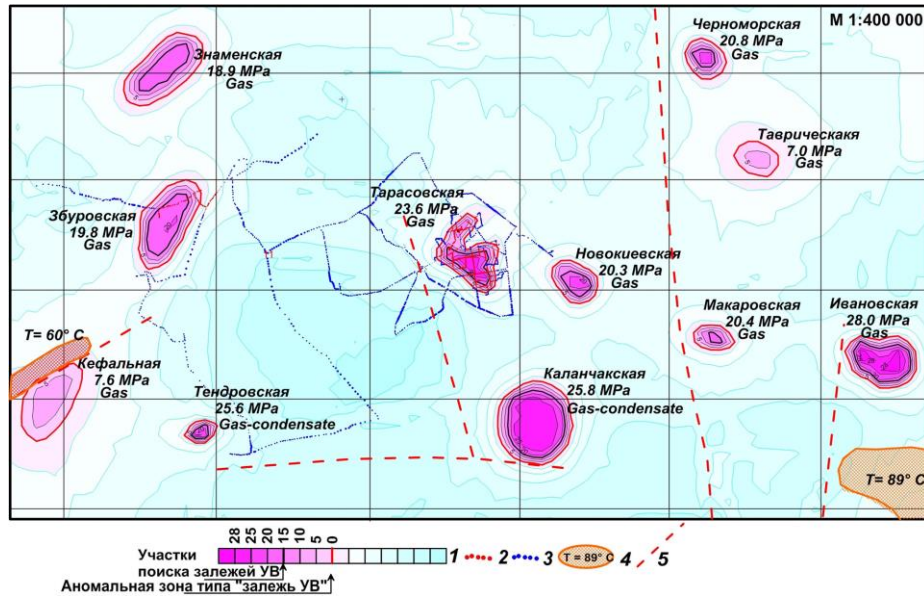 М 1:400 000
Черноморская
20.8 MPa
Gas
Знаменская
18.9 MPa
Gas
Таврическкая
7.0 MPa
Gas
Тарасовская
23.6 MPa
Gas
Збуровская
19.8 MPa
Gas
Новокиевская
20.3 MPa
Gas
Макаровская
20.4 MPa
Gas
Ивановская
28.0 MPa
Gas
T= 60° C
Кефальная
7.6 MPa
Gas
Тендровская
25.6 MPa
Gas-condensate
Каланчакская
25.8 MPa
Gas-condensate
T= 89° C
28 25 20 15 10 5 0
1 2 3 T = 89° C 4 5
Участки
поиска залежей УВ
Аномальная зона типа "залежь УВ"